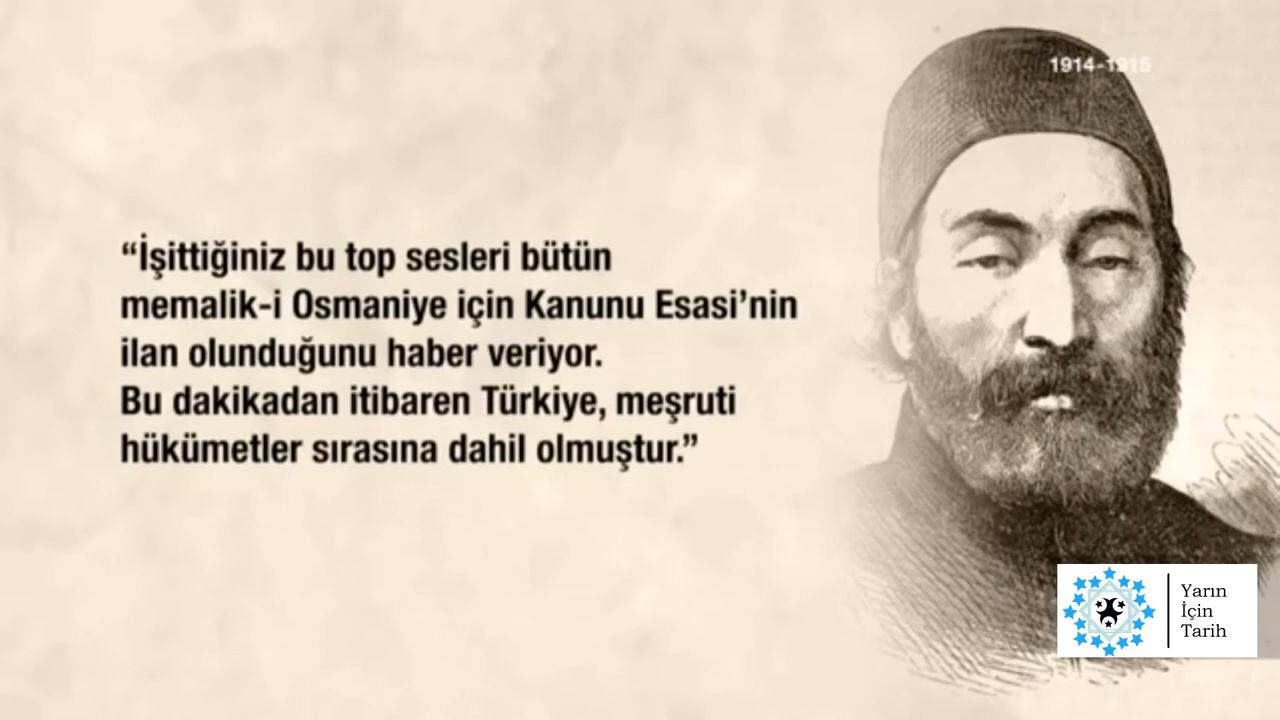 1914-1915
“İşittiğiniz bu top sesleri bütün
memalik-i Osmaniye için Kanunu Esasi’nin
ilan olunduğunu haber veriyor.
Bu dakikadan itibaren Türkiye, meşruti
hükümetler sırasına dahil olmuştur.”
Yarın
İçin
Tarih